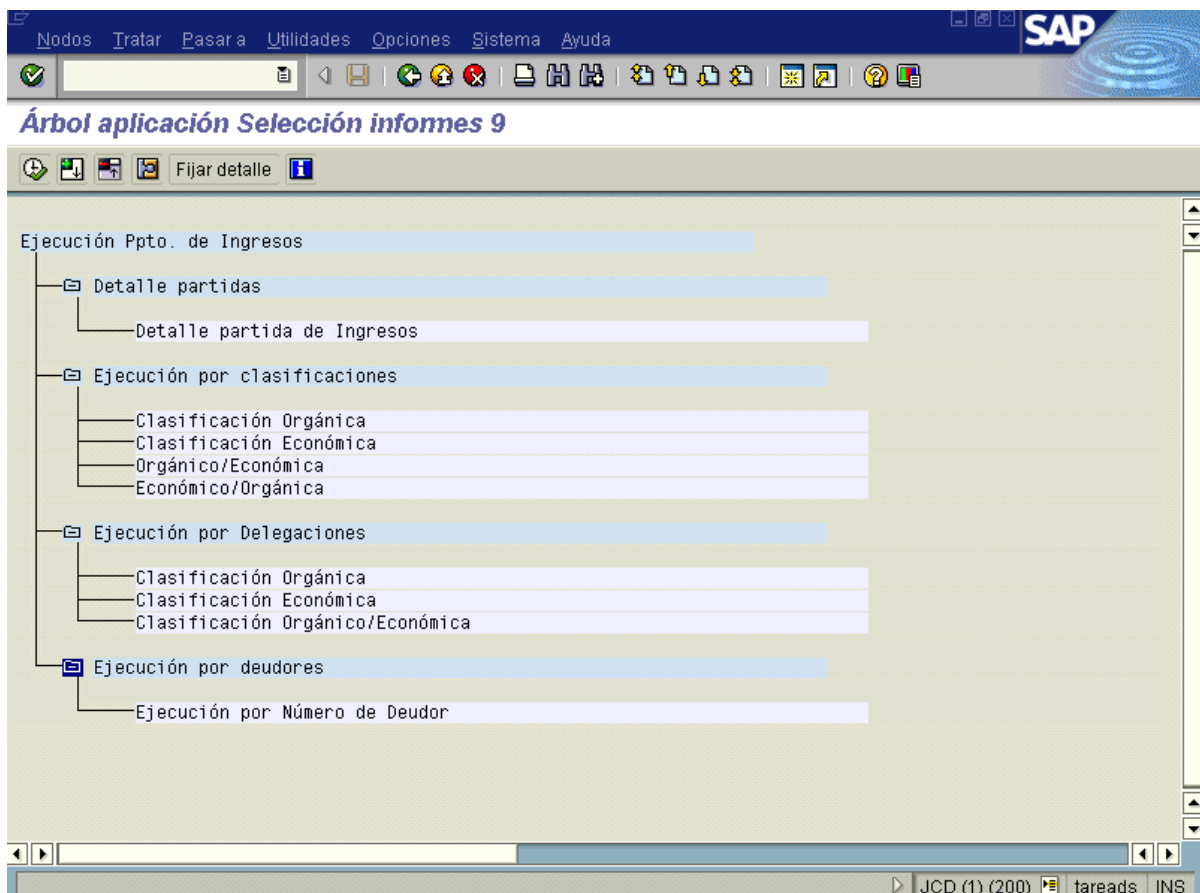 Nodos Tratar Pasar a Utilidades Opciones Sistema Ayuda
SAP
Árbol aplicación Selección informes 9
Fijar detalle
Ejecución Ppto. de Ingresos
Detalle partidas
Detalle partida de Ingresos
Ejecución por clasificaciones
Clasificación Orgánica
Clasificación Económica
Orgánico/Económica
Económico/Orgánica
Ejecución por Delegaciones
Clasificación Orgánica
Clasificación Económica
Clasificación Orgánico/Económica
Ejecución por deudores
Ejecución por Número de Deudor
JCD (1) (200) tareads INS